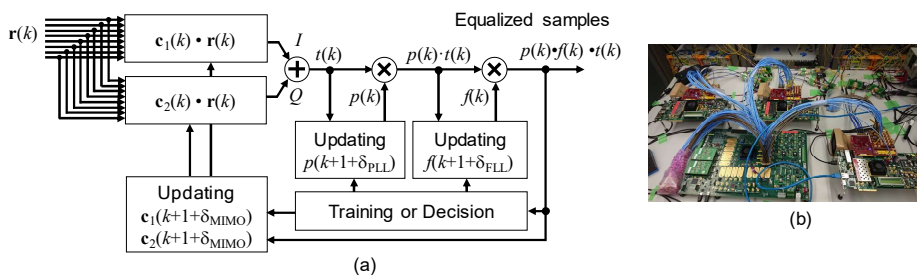 Equalized samples
r(k)
c₁(k) • r(k)
I
t(k)
p(k)·t(k)
p(k)•f(k) •t(k)
c₂(k) • r(k)
Q
p(k)
f(k)
Updating
p(k+1+δPLL)
Updating
f(k+1+δFLL)
Updating
c₁(k+1+δMIMO)
c₂(k+1+δMIMO)
Training or Decision
(a)
(b)